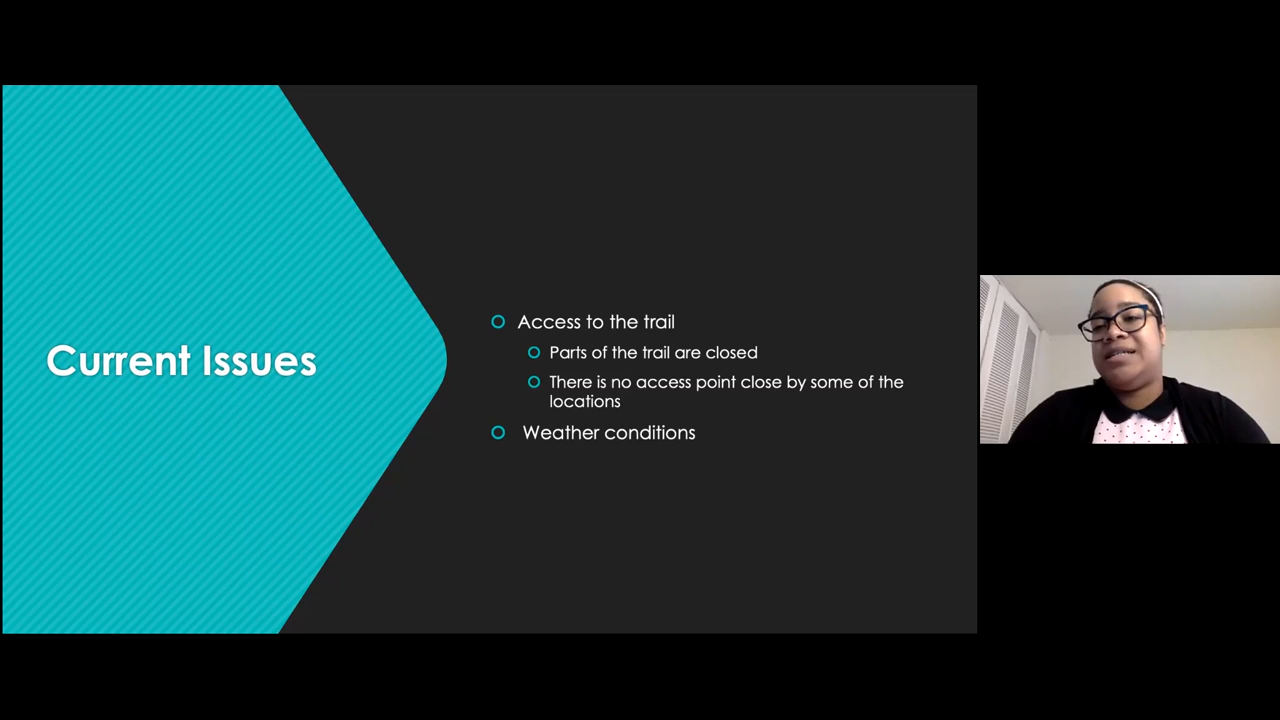 Current Issues
Access to the trail
Parts of the trail are closed
There is no access point close by some of the
locations
Weather conditions